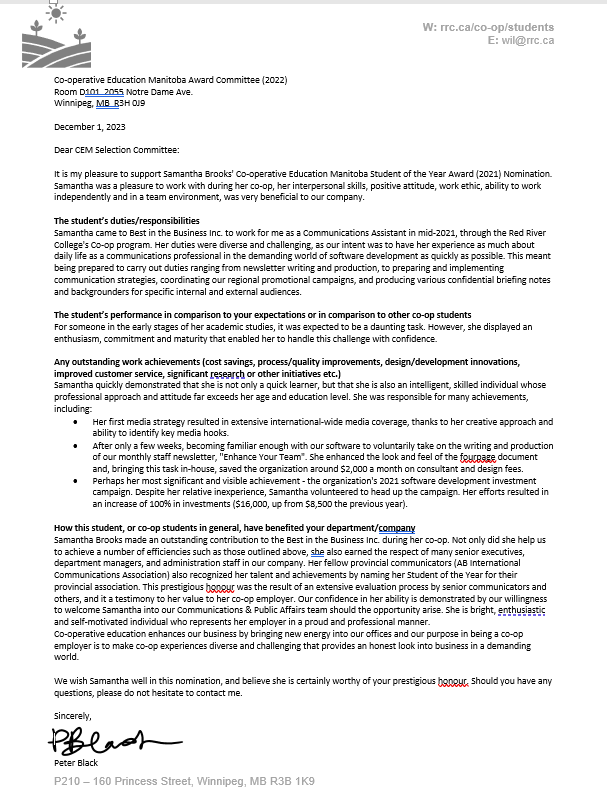 W: rrc.ca/co-op/students
E: wil@rrc.ca
Co-operative Education Manitoba Award Committee (2022)
Room D101, 2055 Notre Dame Ave.
Winnipeg, MB R3H 0J9
December 1, 2023
Dear CEM Selection Committee:
It is my pleasure to support Samantha Brooks' Co-operative Education Manitoba Student of the Year Award (2021) Nomination.
Samantha was a pleasure to work with during her co-op, her interpersonal skills, positive attitude, work ethic, ability to work
independently and in a team environment, was very beneficial to our company.
The student's duties/responsibilities
Samantha came to Best in the Business Inc. to work for me as a Communications Assistant in mid-2021, through the Red River
College's Co-op program. Her duties were diverse and challenging, as our intent was to have her experience as much about
daily life as a communications professional in the demanding world of software development as quickly as possible. This meant
being prepared to carry out duties ranging from newsletter writing and production, to preparing and implementing
communication strategies, coordinating our regional promotional campaigns, and producing various confidential briefing notes
and backgrounders for specific internal and external audiences.
The student's performance in comparison to your expectations or in comparison to other co-op students
For someone in the early stages of her academic studies, it was expected to be a daunting task. However, she displayed an
enthusiasm, commitment and maturity that enabled her to handle this challenge with confidence.
Any outstanding work achievements (cost savings, process/quality improvements, design/development innovations,
improved customer service, significant research or other initiatives etc.)
Samantha quickly demonstrated that she is not only a quick learner, but that she is also an intelligent, skilled individual whose
professional approach and attitude far exceeds her age and education level. She was responsible for many achievements,
including:
• Her first media strategy resulted in extensive international-wide media coverage, thanks to her creative approach and
ability to identify key media hooks.
• After only a few weeks, becoming familiar enough with our software to voluntarily take on the writing and production
of our monthly staff newsletter, "Enhance Your Team". She enhanced the look and feel of the fourpage document
and, bringing this task in-house, saved the organization around $2,000 a month on consultant and design fees.
• Perhaps her most significant and visible achievement - the organization's 2021 software development investment
campaign. Despite her relative inexperience, Samantha volunteered to head up the campaign. Her efforts resulted in
an increase of 100% in investments ($16,000, up from $8,500 the previous year).
How this student, or co-op students in general, have benefited your department/company
Samantha Brooks made an outstanding contribution to the Best in the Business Inc. during her co-op. Not only did she help us
to achieve a number of efficiencies such as those outlined above, she also earned the respect of many senior executives,
department managers, and administration staff in our company. Her fellow provincial communicators (AB International
Communications Association) also recognized her talent and achievements by naming her Student of the Year for their
provincial association. This prestigious honour was the result of an extensive evaluation process by senior communicators and
others, and it a testimony to her value to her co-op employer. Our confidence in her ability is demonstrated by our willingness
to welcome Samantha into our Communications & Public Affairs team should the opportunity arise. She is bright, enthusiastic
and self-motivated individual who represents her employer in a proud and professional manner.
Co-operative education enhances our business by bringing new energy into our offices and our purpose in being a co-op
employer is to make co-op experiences diverse and challenging that provides an honest look into business in a demanding
world.
We wish Samantha well in this nomination, and believe she is certainly worthy of your prestigious honour. Should you have any
questions, please do not hesitate to contact me.
Sincerely,
PBlack
Peter Black
P210 – 160 Princess Street, Winnipeg, MB R3B 1K9